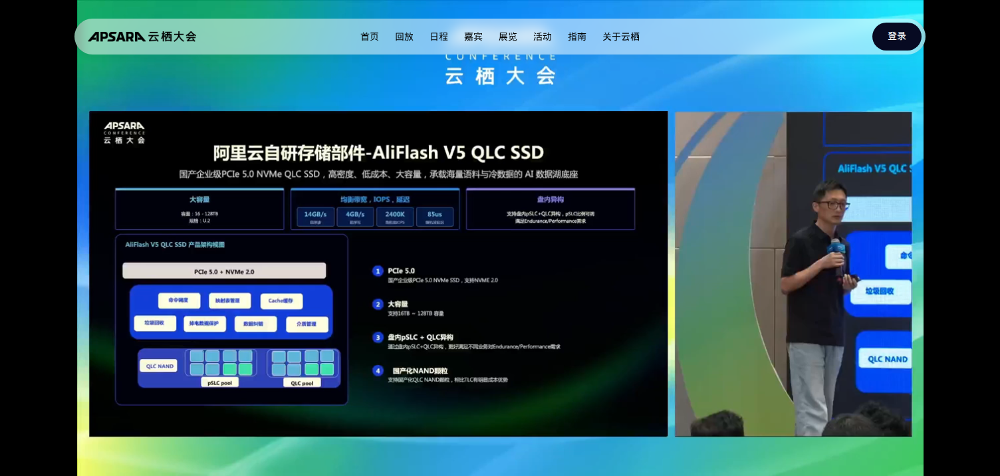 APSARA 云栖大会
首页 回放 日程 嘉宾 展览 活动 指南 关于云栖
登录
CONFERENCE
云栖大会
APSARA
CONFERENCE
云栖大会
阿里云自研存储部件-AliFlash V5 QLC SSD
国产企业级PCIe 5.0 NVMe QLC SSD，高密度、低成本、大容量，承载海量语料与冷数据的 AI 数据湖底座
大容量
容量：16 - 128TB
规格：U.2
均衡带宽，IOPS，延迟
14GB/s
4GB/s
2400K
85us
盘内异构
支持盘内pSLC+QLC异构，pSLC比例可调
满足Endurance/Performance需求
AliFlash V5 QLC SSD 产品架构视图
PCIe 5.0 + NVMe 2.0
命令调度
映射表管理
Cache缓存
垃圾回收
掉电数据保护
数据纠错
介质管理
QLC NAND
pSLC pool
QLC pool
1 PCIe 5.0
国产企业级PCIe 5.0 NVMe SSD，支持NVME 2.0
2 大容量
支持16TB ~ 128TB 容量
3 盘内pSLC + QLC异构
通过盘内pSLC+QLC异构，更好满足不同业务对Endurance/Performance需求
4 国产化NAND颗粒
支持国产化QLC NAND颗粒，相比TLC有明显成本优势
AliFlash V5 QLC
垃圾回收
QLC NAND